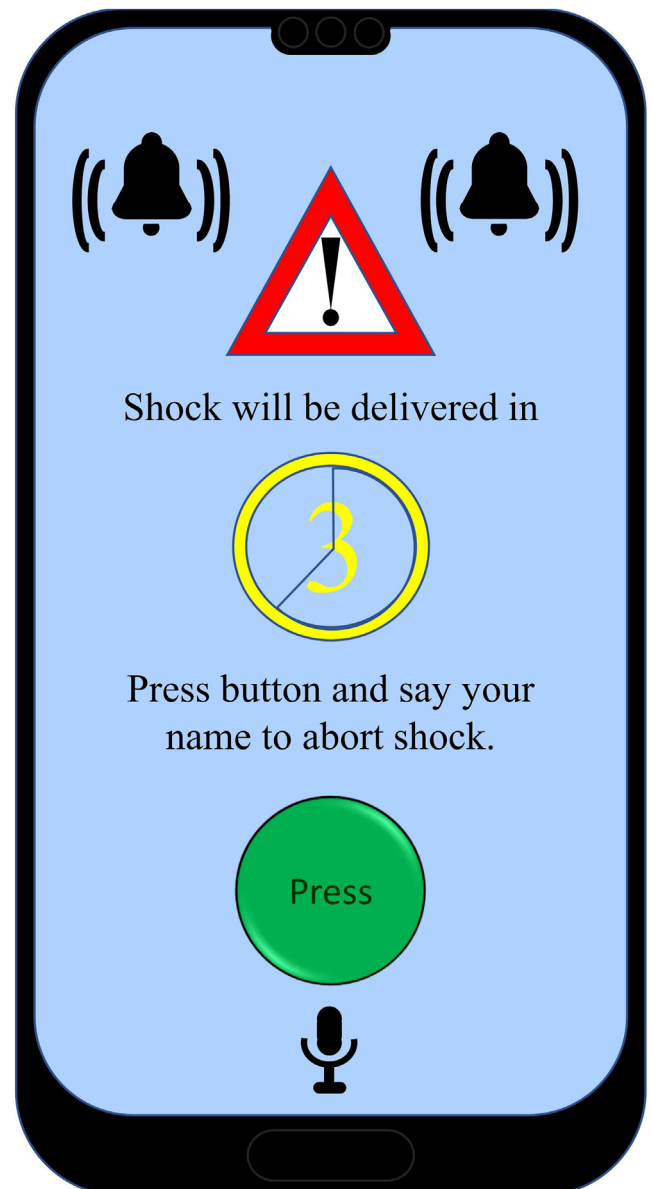 Shock will be delivered in
3
Press button and say your
name to abort shock.
Press